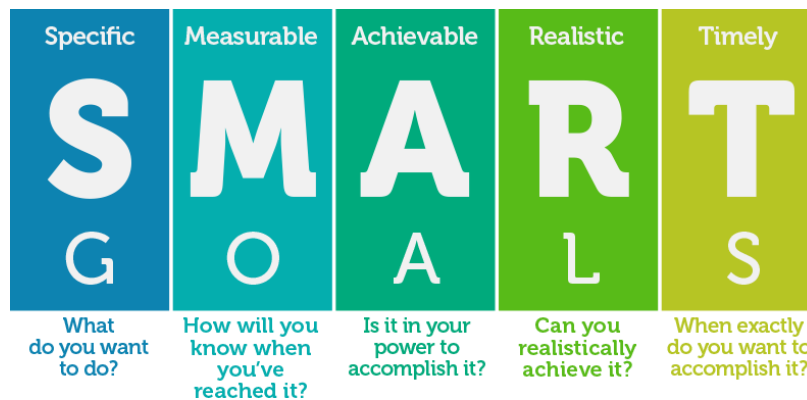 Specific
Measurable
Achievable
Realistic
Timely
S
M
A
R
T
G
O
A
L
S
What
do you want
to do?
How will you
know when
you've
reached it?
Is it in your
power to
accomplish it?
Can you
realistically
achieve it?
When exactly
do you want to
accomplish it?